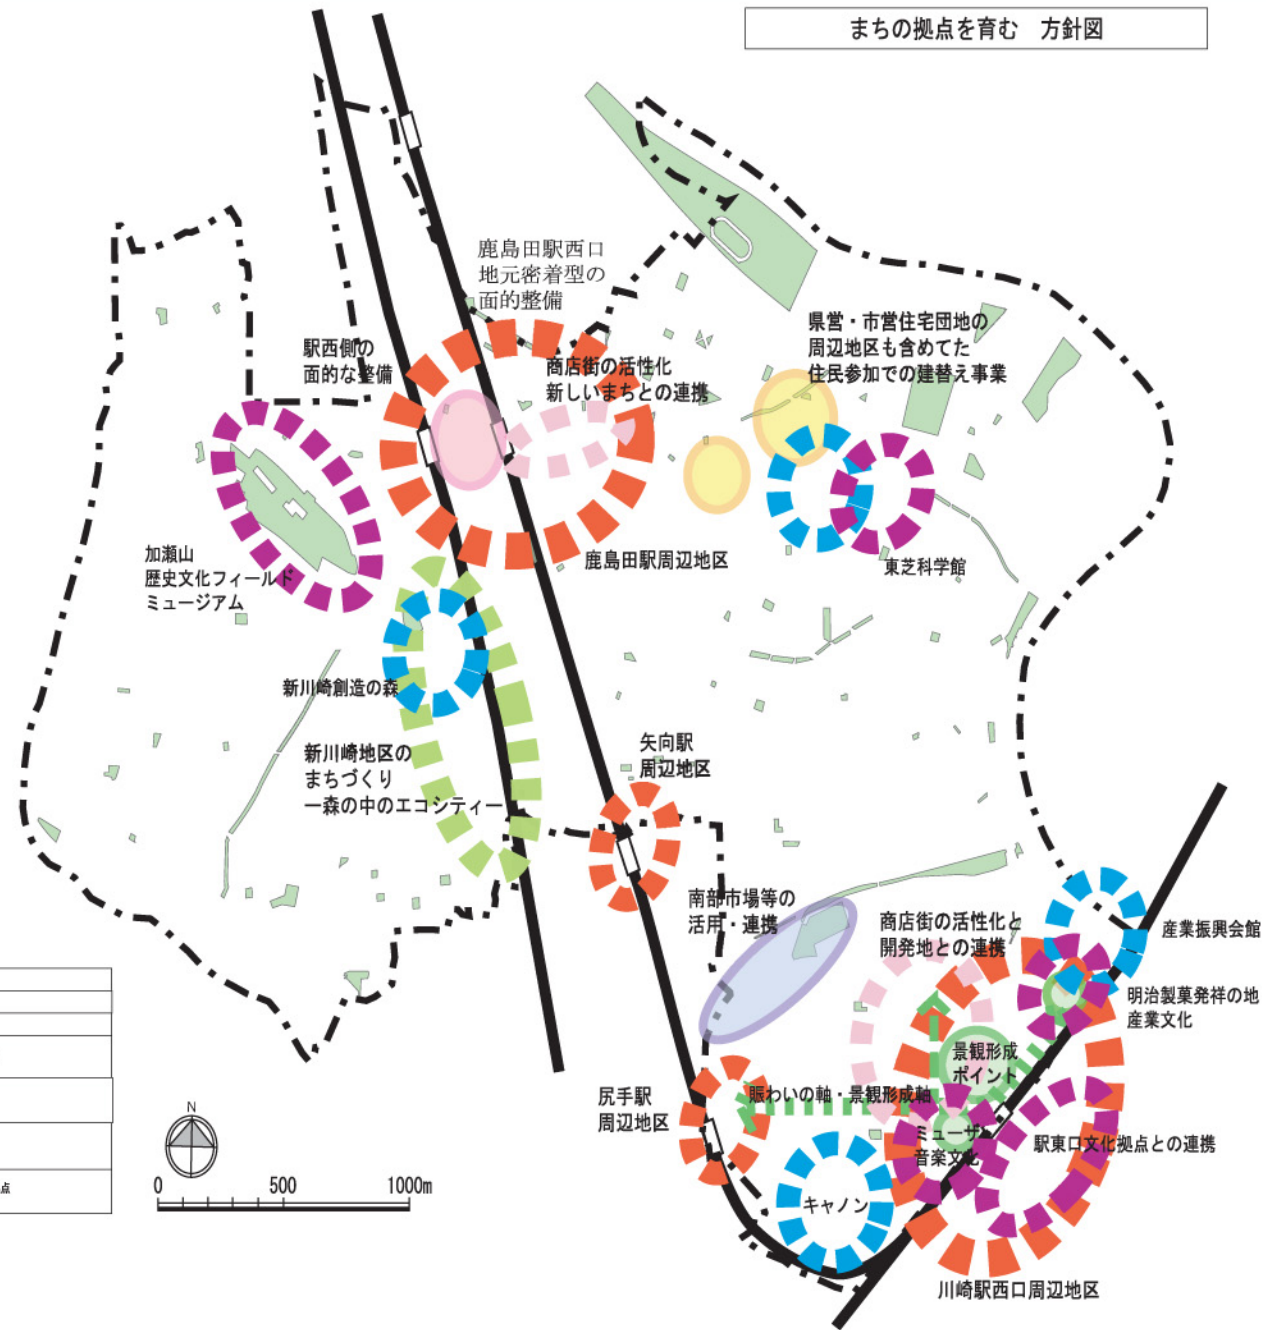 まちの拠点を育む 方針図
鹿島田駅西口
地元密着型の
面的整備
県営・市営住宅団地の
周辺地区も含めてた
住民参加での建替え事業
駅西側の
面的な整備
商店街の活性化
新しいまちとの連携
加瀬山
歴史文化フィールド
ミュージアム
鹿島田駅周辺地区
東芝科学館
新川崎創造の森
新川崎地区の
まちづくり
ー森の中のエコシティー
矢向駅
周辺地区
南部市場等の
活用・連携
商店街の活性化と
開発地との連携
産業振興会館
明治製菓発祥の地
産業文化
景観形成
ポイント
尻手駅
周辺地区
賑わいの軸・景観形成軸
ミューザ
音楽文化
駅東口文化拠点との連携
キャノン
川崎駅西口周辺地区
点
N
0 500 1000m